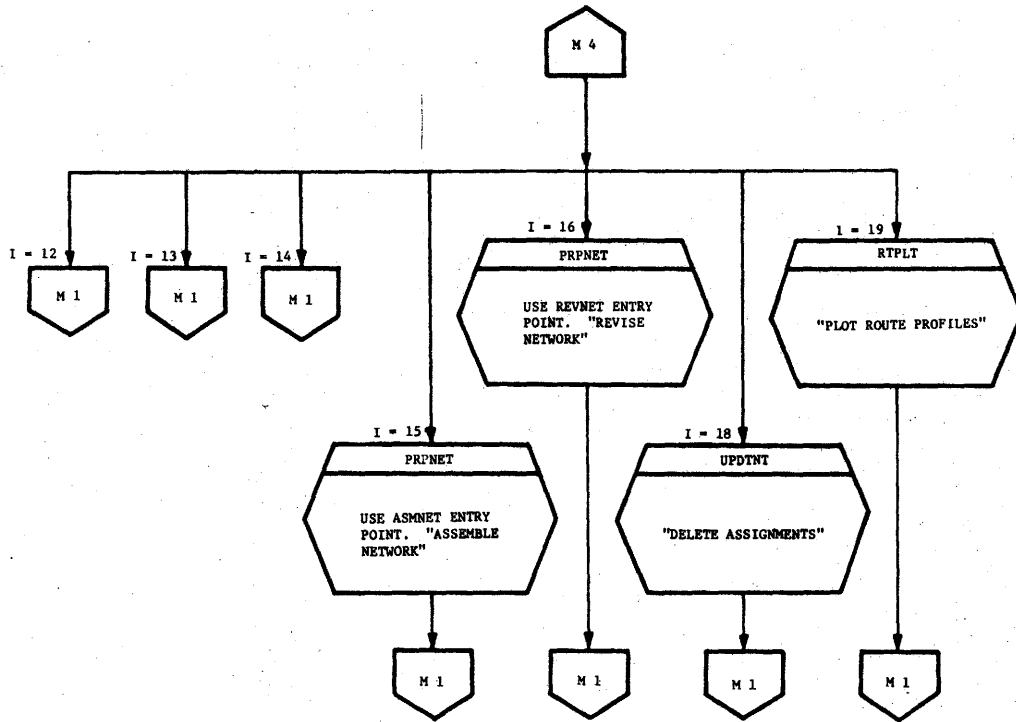 M 4
I = 12
M 1
I = 13
M 1
I = 14
M 1
I = 16
PRPNET
USE REVNET ENTRY
POINT. "REVISE
NETWORK"
I = 19
RTPLT
"PLOT ROUTE PROFILES"
I = 15
PRPNET
USE ASMNET ENTRY
POINT. "ASSEMBLE
NETWORK"
I = 18
UPDTNT
"DELETE ASSIGNMENTS"
M 1
M 1
M 1
M 1